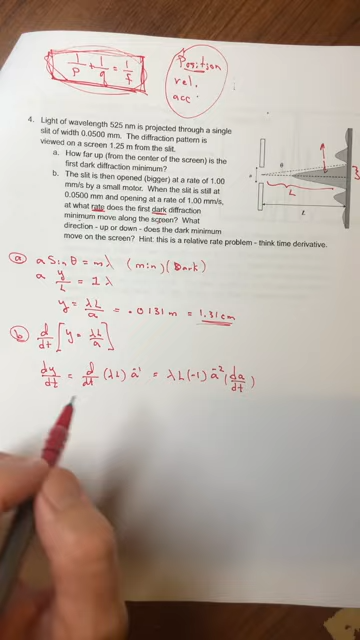 1/p + 1/q = 1/f
Position
vel.
acc.
4. Light of wavelength 525 nm is projected through a single
slit of width 0.0500 mm. The diffraction pattern is
viewed on a screen 1.25 m from the slit.
a. How far up (from the center of the screen) is the
first dark diffraction minimum?
b. The slit is then opened (bigger) at a rate of 1.00
mm/s by a small motor. When the slit is still at
0.0500 mm and opening at a rate of 1.00 mm/s,
at what rate does the first dark diffraction
minimum move along the screen? What
direction - up or down - does the dark minimum
move on the screen? Hint: this is a relative rate problem - think time derivative.
θ
L
ℓ
(a) a Sin θ = mλ (min) (Dark)
a y/L = 1λ
y = λL/a = .0131 m = 1.31 cm
(b) d/dt [y = λL/a]
dy/dt = d/dt (λL) a⁻¹ = λL(-1) a⁻² (da/dt)